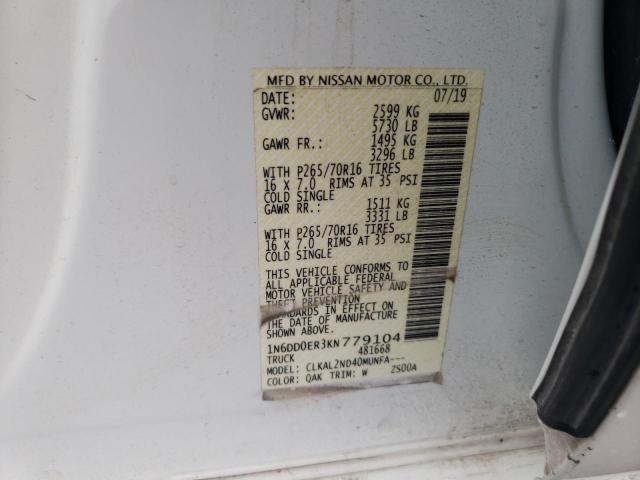 MFD BY NISSAN MOTOR CO., LTD.
DATE: 07/19
GVWR: 2599 KG
5730 LB
GAWR FR.: 1495 KG
3296 LB
WITH P265/70R16 TIRES
16 X 7.0 RIMS AT 35 PSI
COLD SINGLE
GAWR RR.: 1511 KG
3331 LB
WITH P265/70R16 TIRES
16 X 7.0 RIMS AT 35 PSI
COLD SINGLE
THIS VEHICLE CONFORMS TO
ALL APPLICABLE FEDERAL
MOTOR VEHICLE SAFETY AND
THEFT PREVENTION
STANDARDS IN EFFECT ON
THE DATE OF MANUFACTURE
SHOWN ABOVE.
1N6DD0ER3KN779104
TRUCK 481668
MODEL: CLKAL2ND40MUNFA---
COLOR: QAK TRIM: W 2S00A